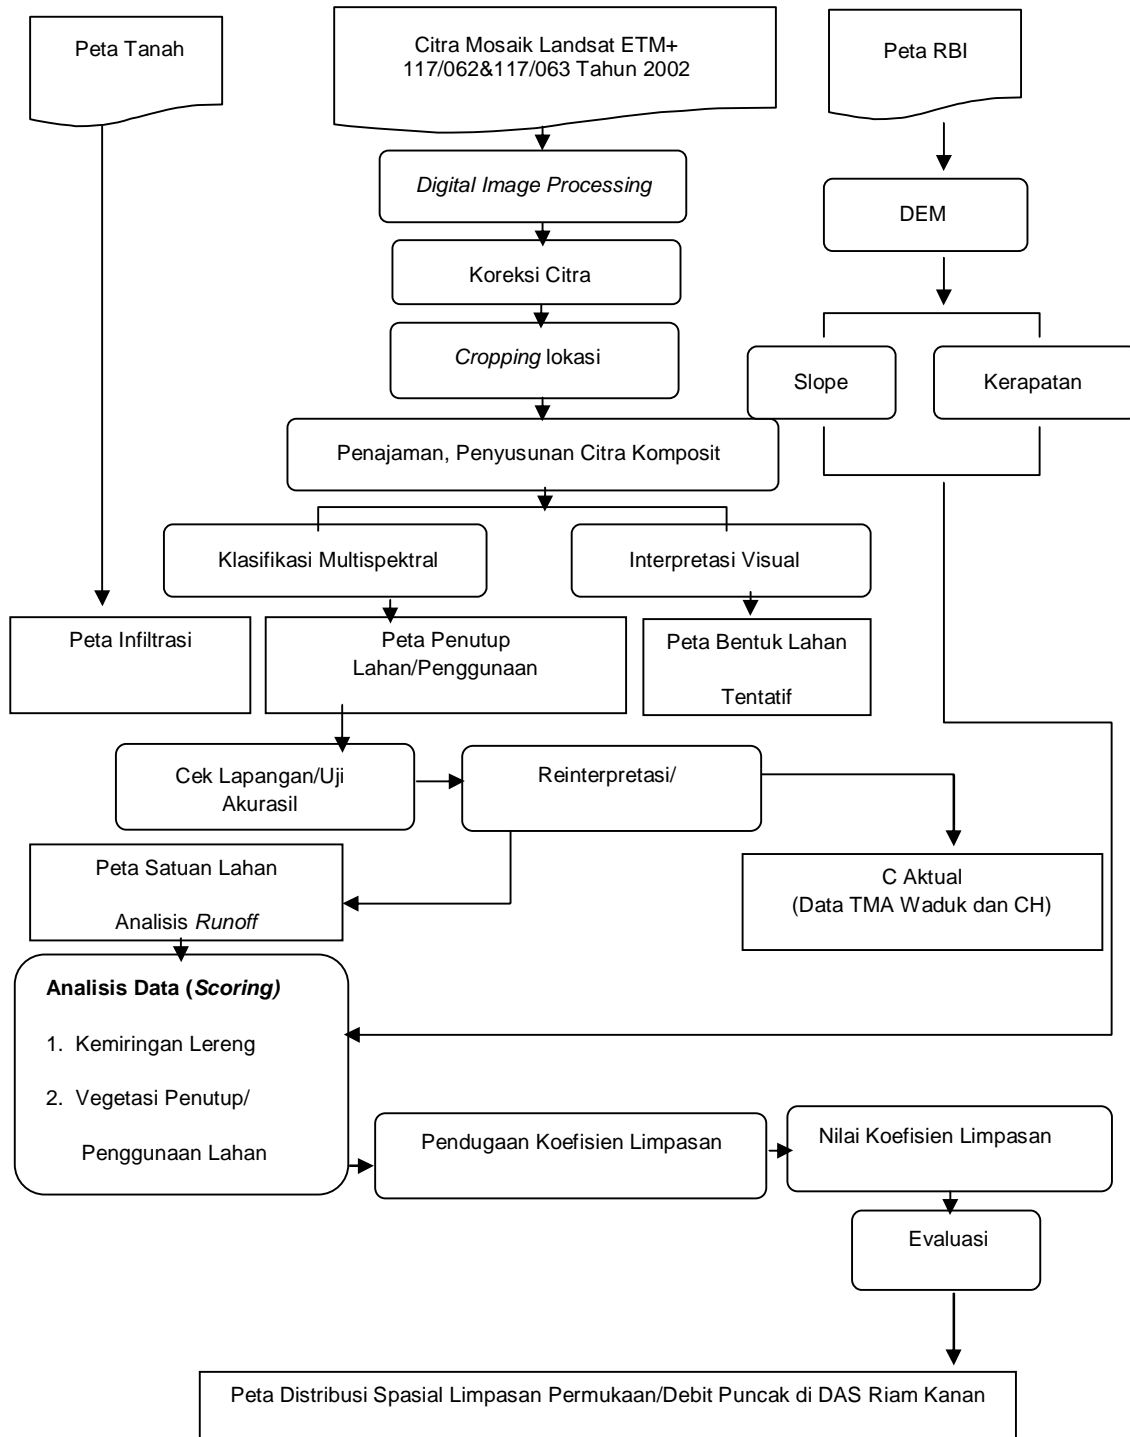 Peta Tanah
Citra Mosaik Landsat ETM+
117/062&117/063 Tahun 2002
Peta RBI
Digital Image Processing
DEM
Koreksi Citra
Cropping lokasi
Slope
Kerapatan
Penajaman, Penyusunan Citra Komposit
Klasifikasi Multispektral
Interpretasi Visual
Peta Infiltrasi
Peta Penutup
Lahan/Penggunaan
Peta Bentuk Lahan
Tentatif
Cek Lapangan/Uji
Akurasil
Reinterpretasi/
Peta Satuan Lahan
Analisis Runoff
C Aktual
(Data TMA Waduk dan CH)
Analisis Data (Scoring)
1. Kemiringan Lereng
2. Vegetasi Penutup/
Penggunaan Lahan
Pendugaan Koefisien Limpasan
Nilai Koefisien Limpasan
Evaluasi
Peta Distribusi Spasial Limpasan Permukaan/Debit Puncak di DAS Riam Kanan